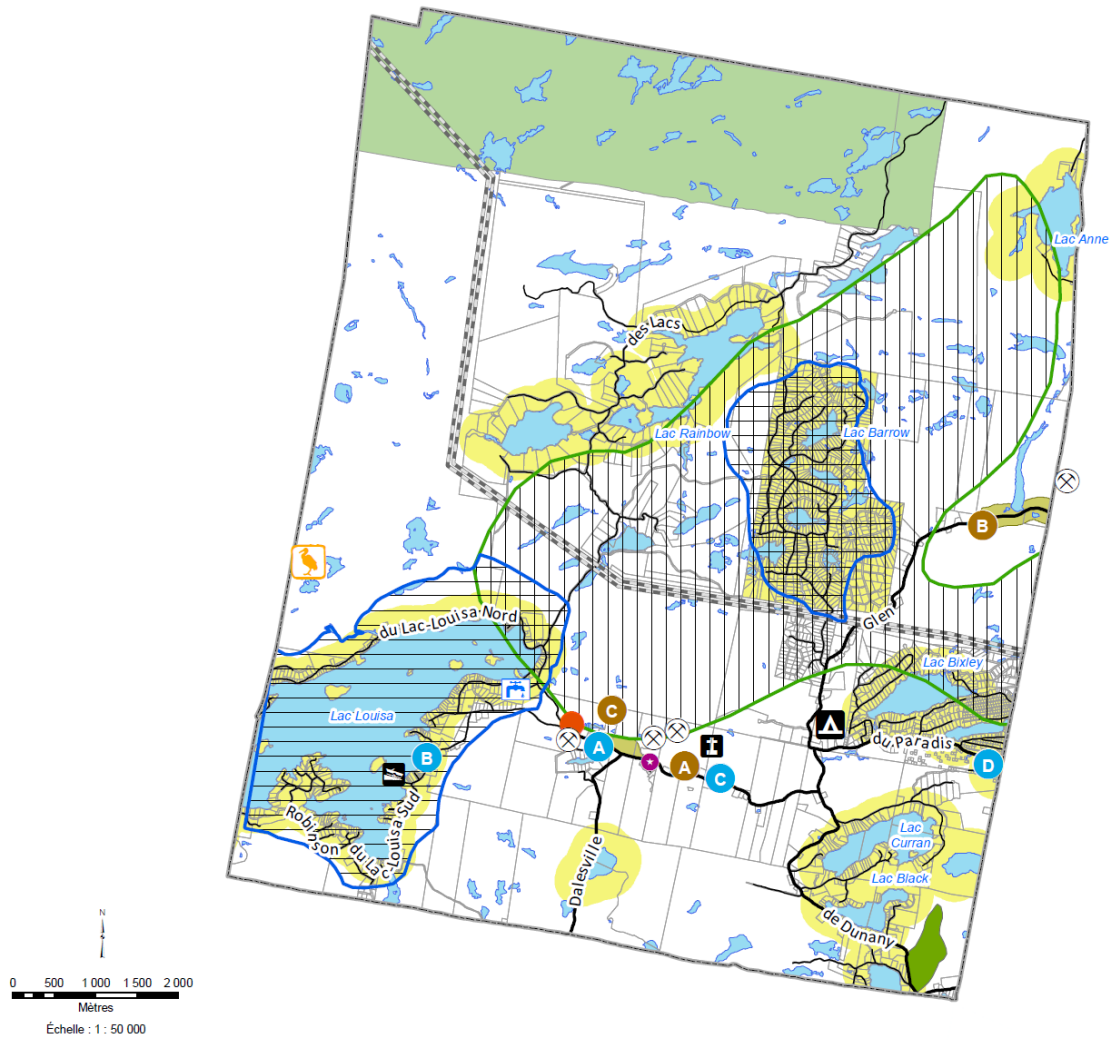 Lac Anne
des Lacs
Lac Rainbow
Lac Barrow
B
Glen
du Lac-Louisa Nord
Lac Bixley
Lac Louisa
C
A
du Paradis
B
A
C
D
Robinson
du Lac-
Louisa Sud
Dalesville
Lac
Curran
Lac Black
de Dunany
N
0 500 1 000 1 500 2 000
Mètres
Échelle : 1 : 50 000